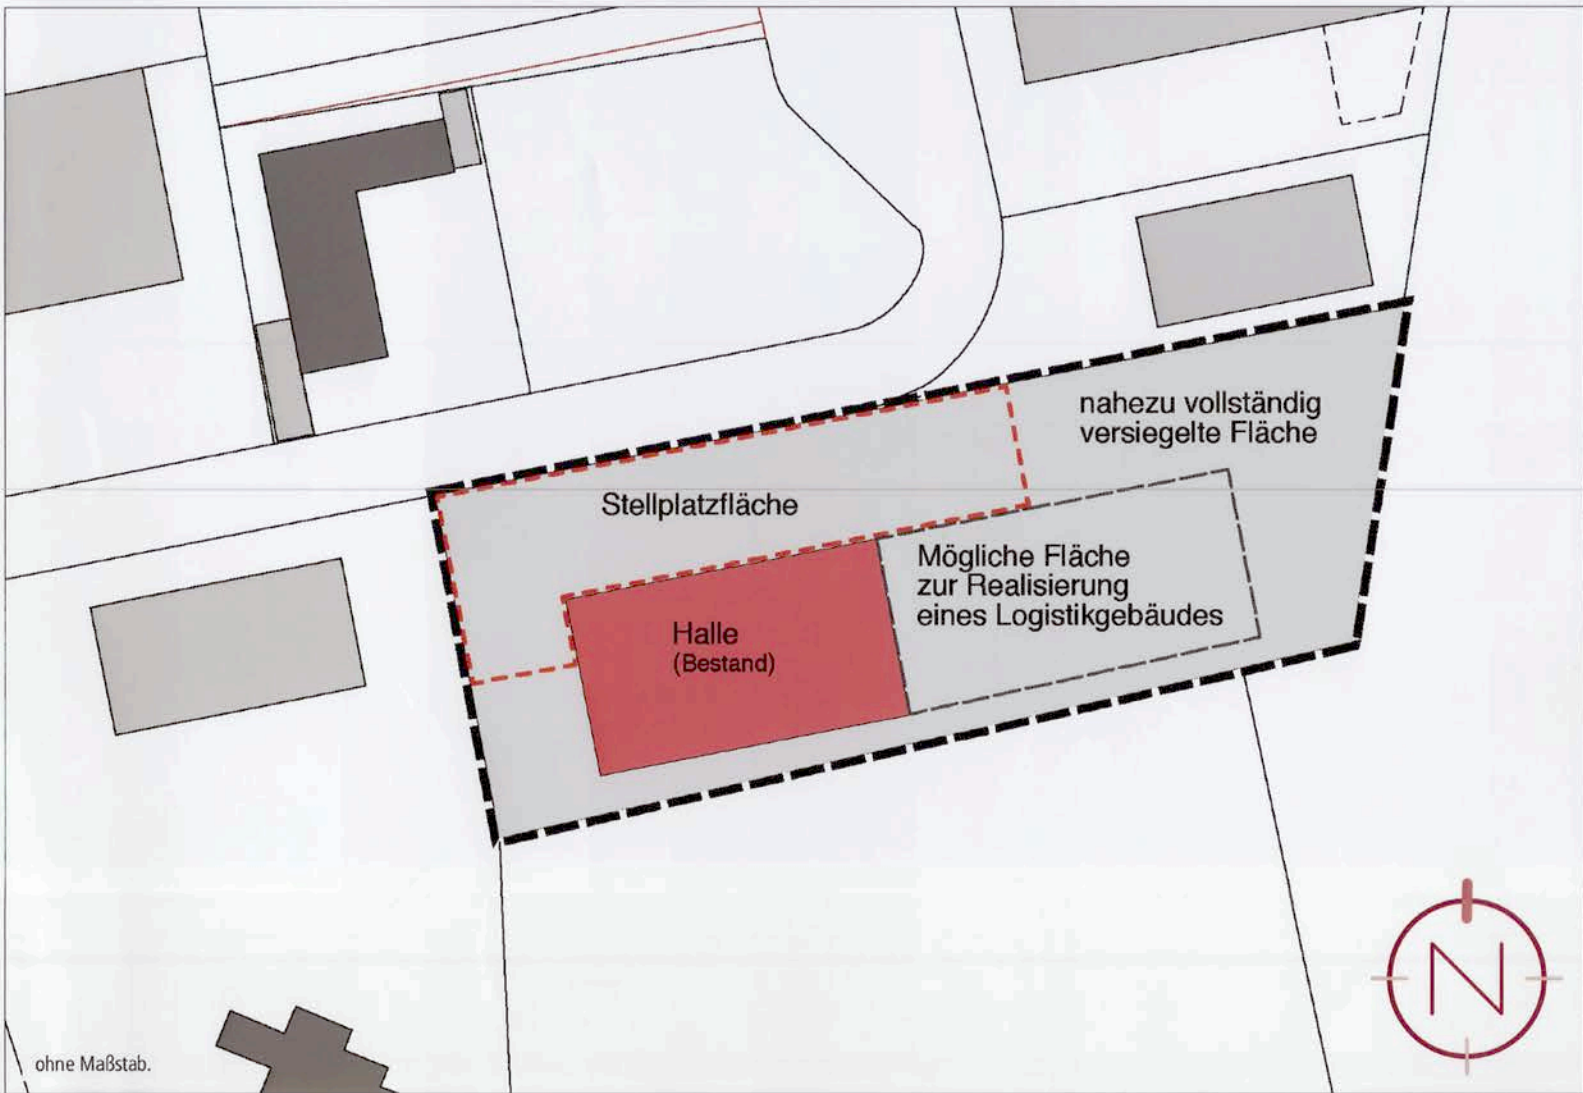 nahezu vollständig
versiegelte Fläche
Stellplatzfläche
Mögliche Fläche
zur Realisierung
eines Logistikgebäudes
Halle
(Bestand)
N
ohne Maßstab.